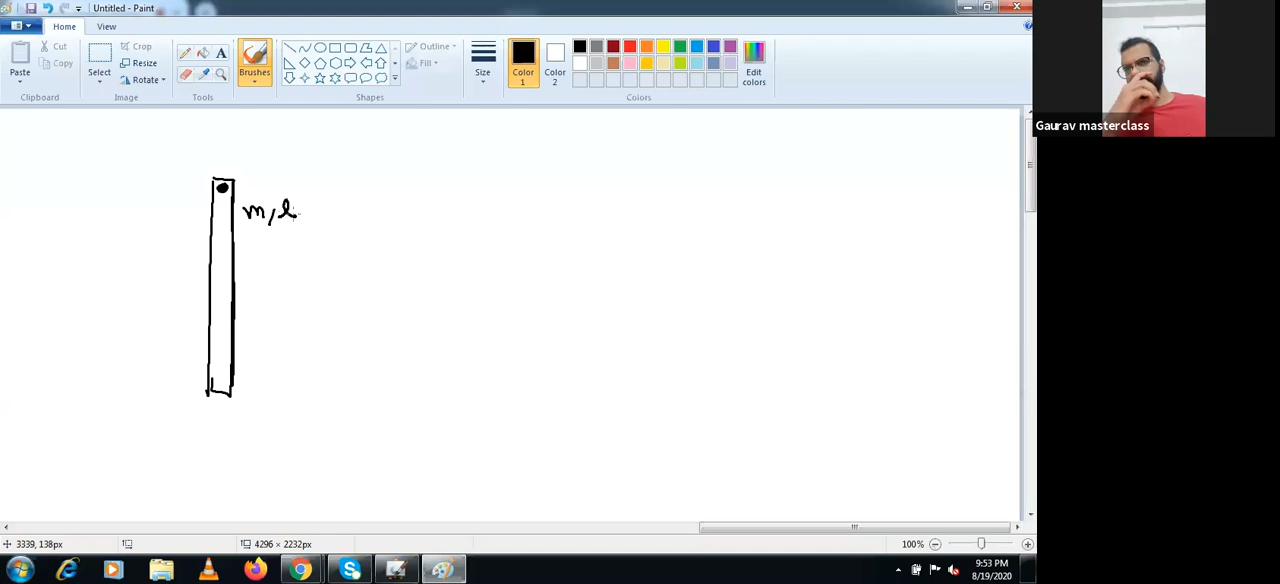 Untitled - Paint
Home
View
Paste
Cut
Copy
Clipboard
Select
Crop
Resize
Rotate
Image
Tools
Brushes
Shapes
Outline
Fill
Size
Color 1
Color 2
Edit colors
Colors
Gaurav masterclass
m, l
3339, 138px
4296 × 2232px
100%
9:53 PM
8/19/2020